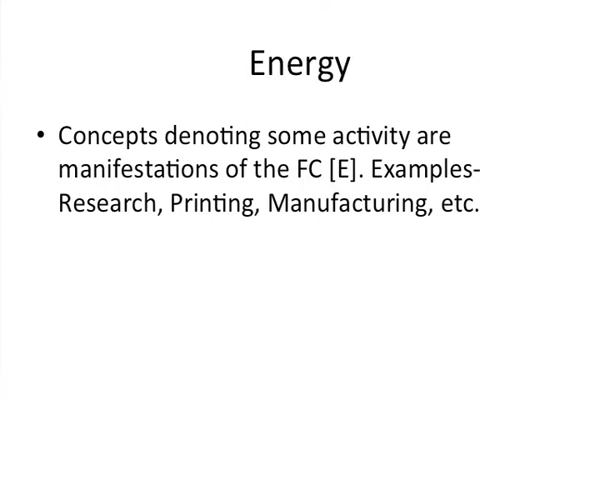 Energy
• Concepts denoting some activity are
manifestations of the FC [E]. Examples-
Research, Printing, Manufacturing, etc.